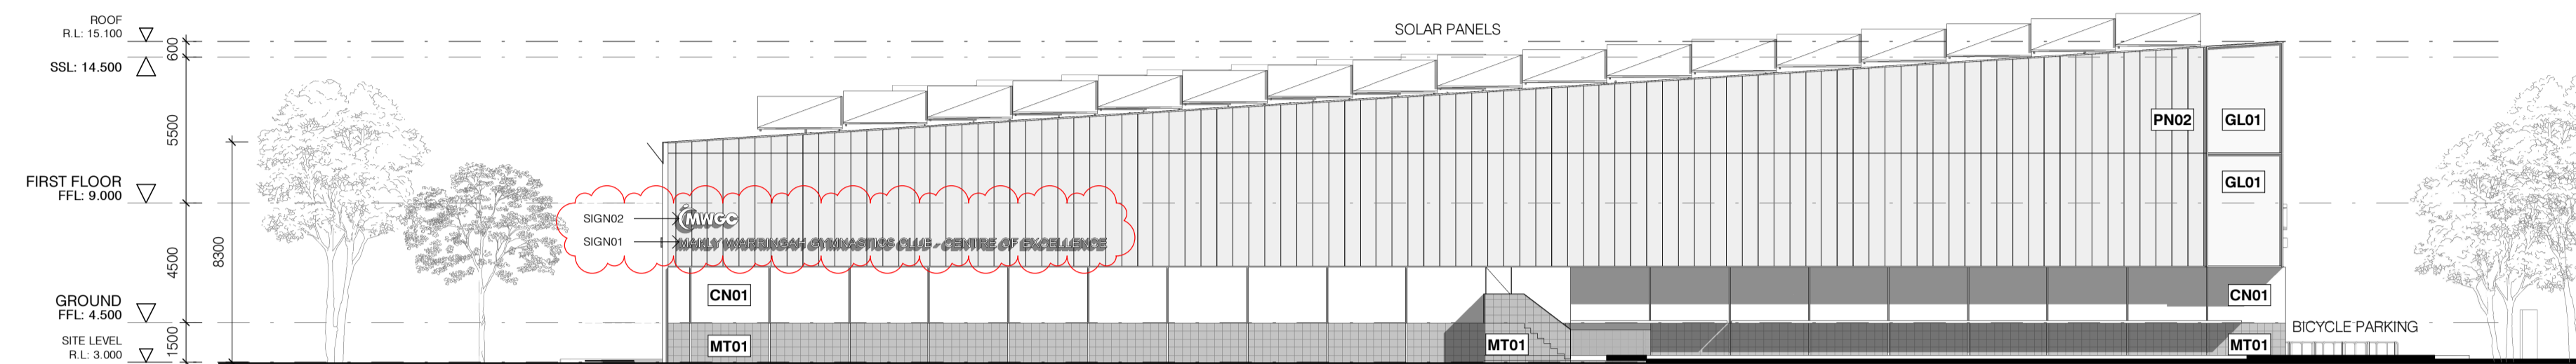 ROOF
R.L: 15.100
600
SOLAR PANELS
SSL: 14.500
5500
PN02
GL01
FIRST FLOOR
FFL: 9.000
GL01
SIGN02
MWGC
SIGN01
MANLY WARRINGAH GYMNASTICS CLUB - CENTRE OF EXCELLENCE
4500
8300
GROUND
FFL: 4.500
CN01
CN01
SITE LEVEL
R.L: 3.000
1500
MT01
MT01
MT01
BICYCLE PARKING